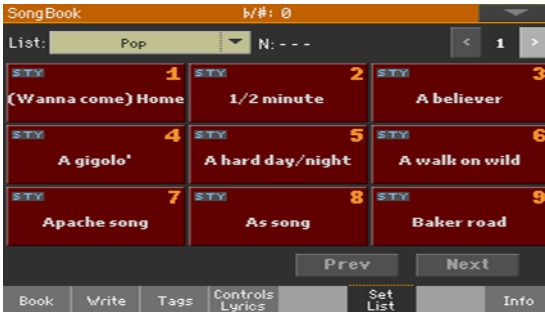 SongBook ♭/#: 0
List: Pop N: - - - < 1 >
STY 1 STY 2 STY 3
(Wanna come) Home 1/2 minute A believer
STY 4 STY 5 STY 6
A gigolo' A hard day/night A walk on wild
STY 7 STY 8 STY 9
Apache song As song Baker road
Prev Next
Book Write Tags Controls Lyrics Set List Info